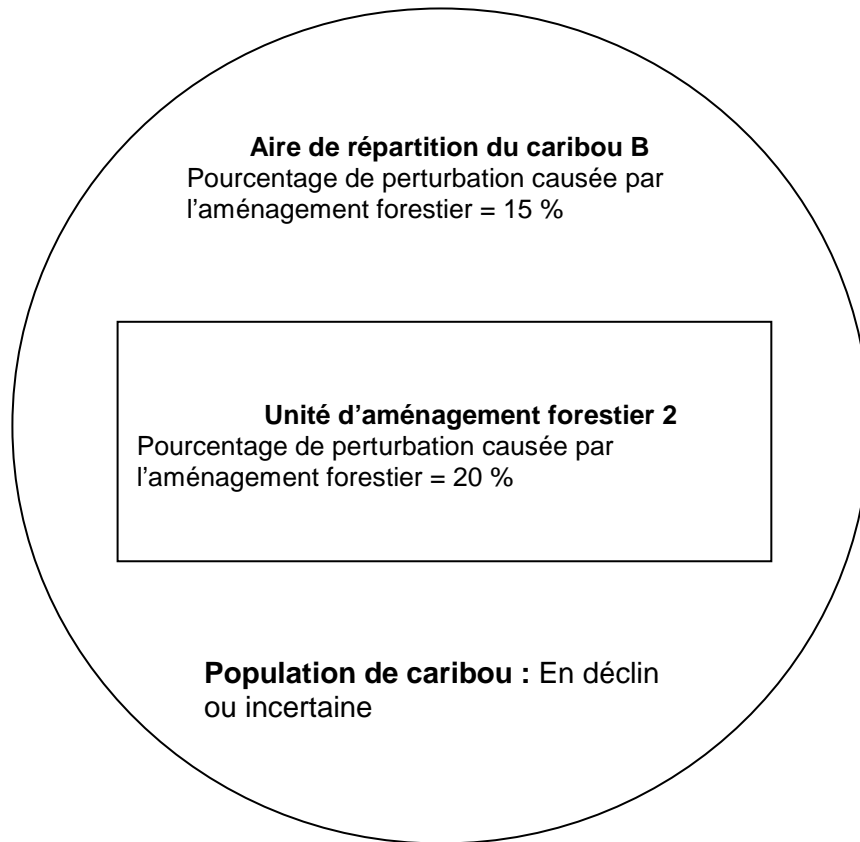 Aire de répartition du caribou B
Pourcentage de perturbation causée par
l’aménagement forestier = 15 %
Unité d’aménagement forestier 2
Pourcentage de perturbation causée par
l’aménagement forestier = 20 %
Population de caribou : En déclin
ou incertaine